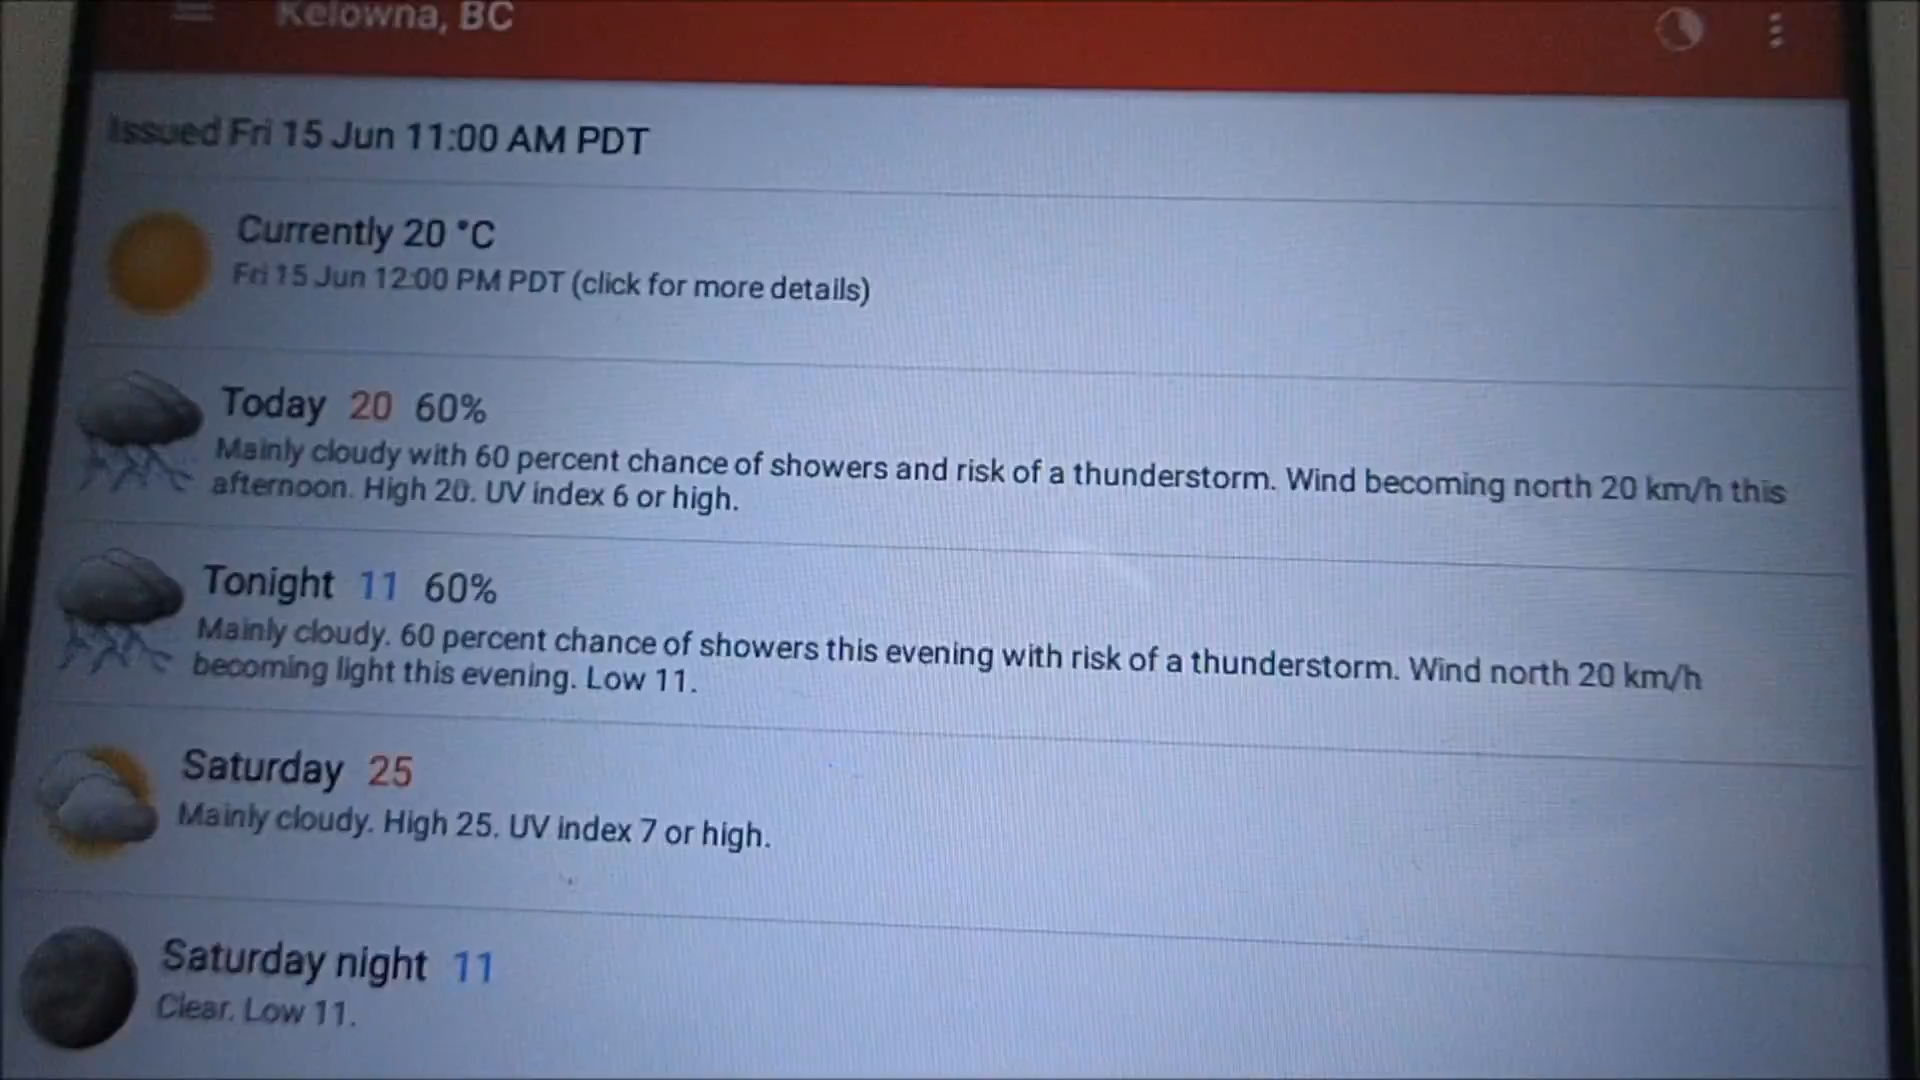 Kelowna, BC
Issued Fri 15 Jun 11:00 AM PDT
Currently 20 °C
Fri 15 Jun 12:00 PM PDT (click for more details)
Today 20 60%
Mainly cloudy with 60 percent chance of showers and risk of a thunderstorm. Wind becoming north 20 km/h this
afternoon. High 20. UV index 6 or high.
Tonight 11 60%
Mainly cloudy. 60 percent chance of showers this evening with risk of a thunderstorm. Wind north 20 km/h
becoming light this evening. Low 11.
Saturday 25
Mainly cloudy. High 25. UV index 7 or high.
Saturday night 11
Clear. Low 11.